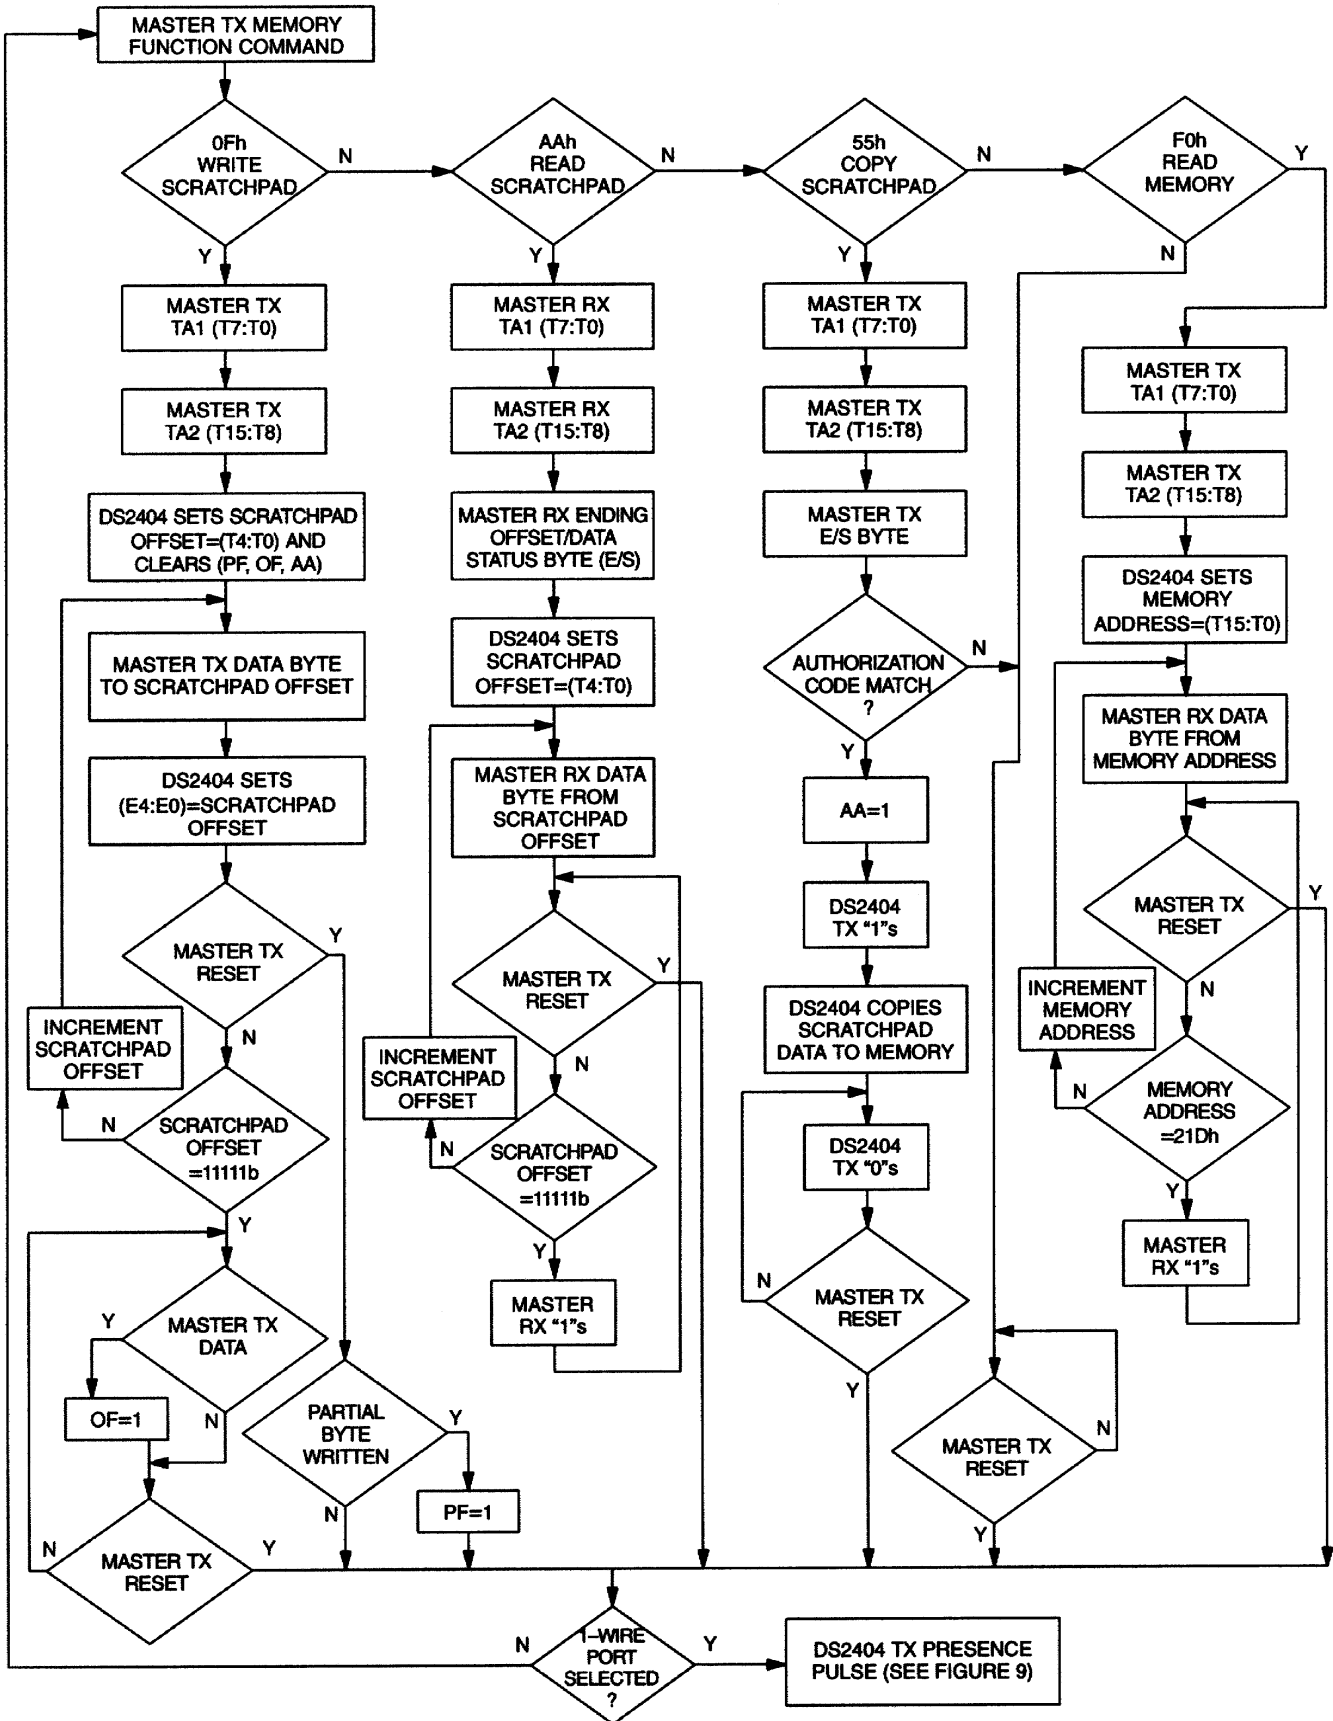 MASTER TX MEMORY
FUNCTION COMMAND
0Fh
WRITE
SCRATCHPAD
N
Y
AAh
READ
SCRATCHPAD
N
Y
55h
COPY
SCRATCHPAD
N
Y
F0h
READ
MEMORY
Y
N
MASTER TX
TA1 (T7:T0)
MASTER TX
TA2 (T15:T8)
DS2404 SETS SCRATCHPAD
OFFSET=(T4:T0) AND
CLEARS (PF, OF, AA)
MASTER TX DATA BYTE
TO SCRATCHPAD OFFSET
DS2404 SETS
(E4:E0)=SCRATCHPAD
OFFSET
MASTER TX
RESET
Y
N
INCREMENT
SCRATCHPAD
OFFSET
N
SCRATCHPAD
OFFSET
=11111b
Y
MASTER TX
DATA
Y
N
OF=1
MASTER TX
RESET
N
Y
PARTIAL
BYTE
WRITTEN
Y
N
PF=1
MASTER RX
TA1 (T7:T0)
MASTER RX
TA2 (T15:T8)
MASTER RX ENDING
OFFSET/DATA
STATUS BYTE (E/S)
DS2404 SETS
SCRATCHPAD
OFFSET=(T4:T0)
MASTER RX DATA
BYTE FROM
SCRATCHPAD
OFFSET
MASTER TX
RESET
Y
N
INCREMENT
SCRATCHPAD
OFFSET
N
SCRATCHPAD
OFFSET
=11111b
Y
MASTER
RX "1"s
MASTER TX
TA1 (T7:T0)
MASTER TX
TA2 (T15:T8)
MASTER TX
E/S BYTE
AUTHORIZATION
CODE MATCH
?
N
Y
AA=1
DS2404
TX "1"s
DS2404 COPIES
SCRATCHPAD
DATA TO MEMORY
DS2404
TX "0"s
MASTER TX
RESET
N
Y
MASTER TX
RESET
N
Y
MASTER TX
TA1 (T7:T0)
MASTER TX
TA2 (T15:T8)
DS2404 SETS
MEMORY
ADDRESS=(T15:T0)
MASTER RX DATA
BYTE FROM
MEMORY ADDRESS
MASTER TX
RESET
Y
N
INCREMENT
MEMORY
ADDRESS
N
MEMORY
ADDRESS
=21Dh
Y
MASTER
RX "1"s
1–WIRE
PORT
SELECTED
?
N
Y
DS2404 TX PRESENCE
PULSE (SEE FIGURE 9)